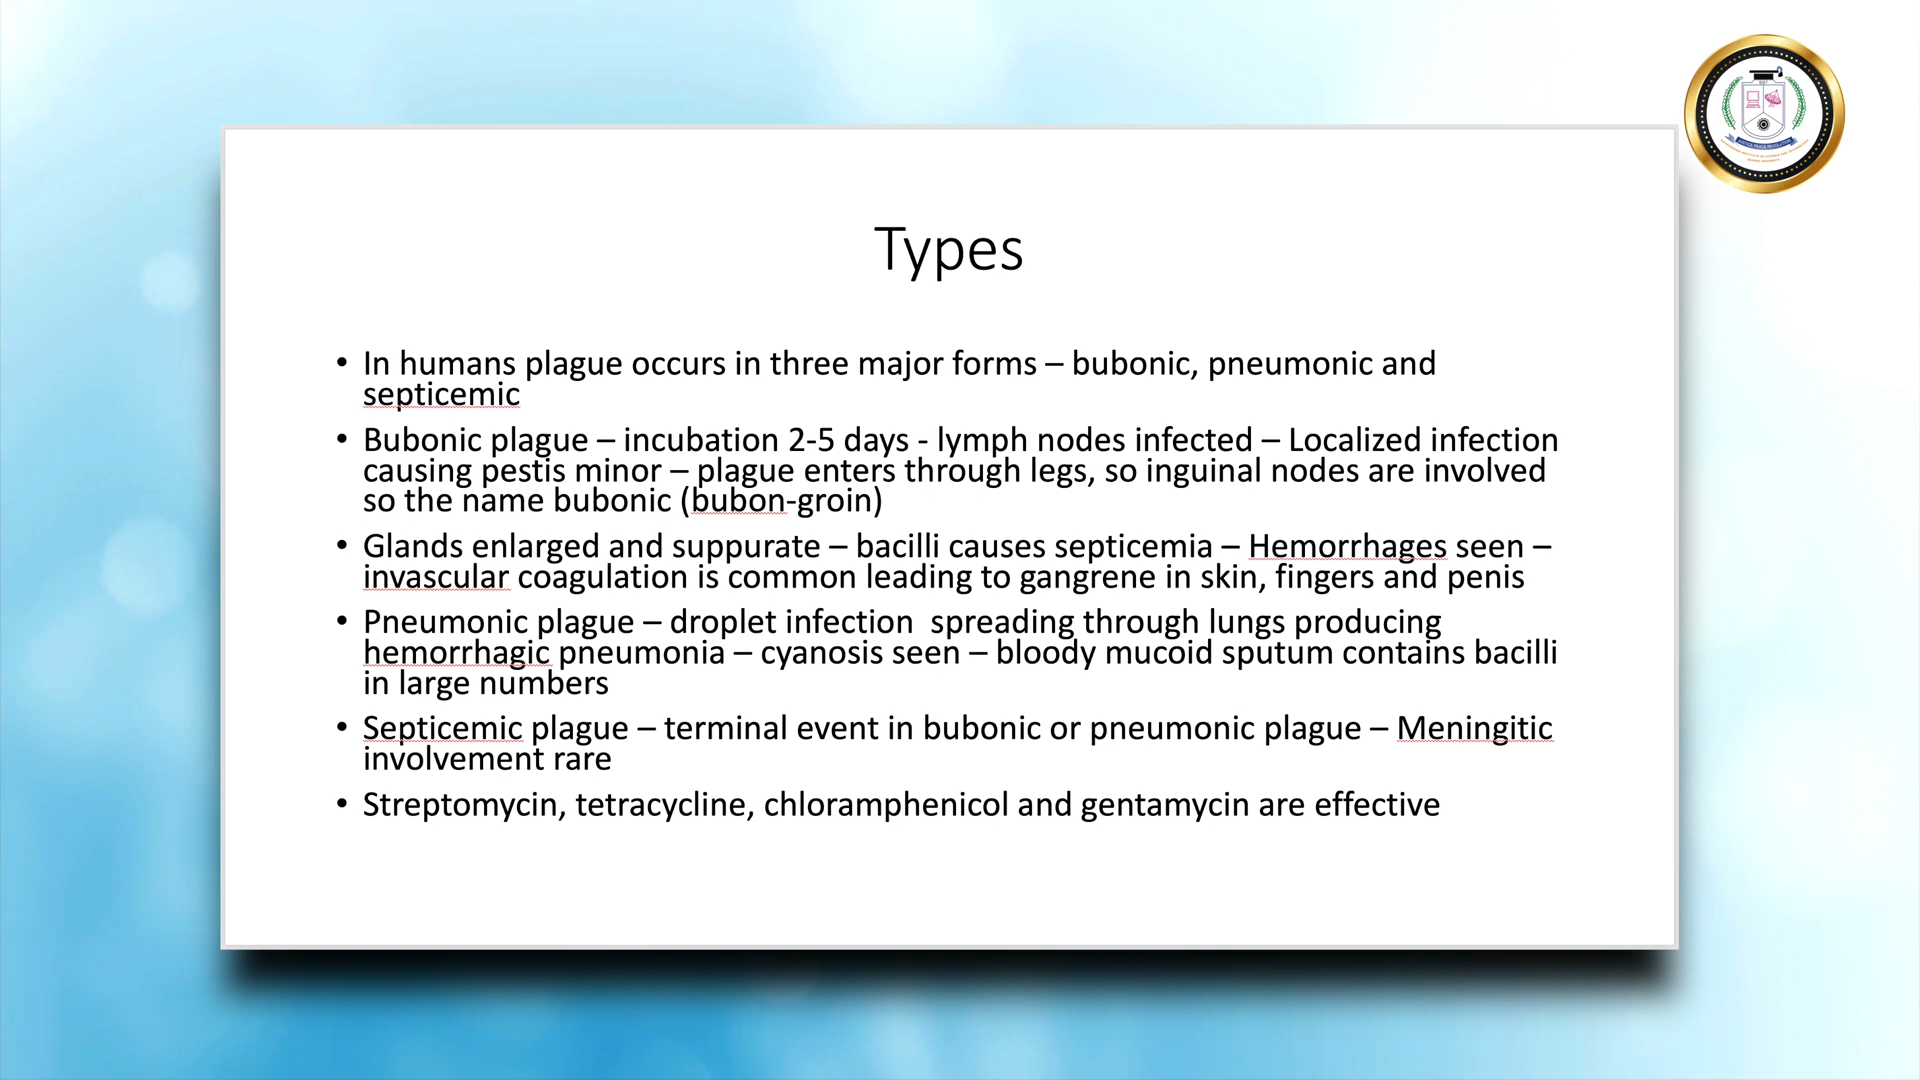 Types
• In humans plague occurs in three major forms – bubonic, pneumonic and
septicemic
• Bubonic plague – incubation 2-5 days - lymph nodes infected – Localized infection
causing pestis minor – plague enters through legs, so inguinal nodes are involved
so the name bubonic (bubon-groin)
• Glands enlarged and suppurate – bacilli causes septicemia – Hemorrhages seen –
invascular coagulation is common leading to gangrene in skin, fingers and penis
• Pneumonic plague – droplet infection  spreading through lungs producing
hemorrhagic pneumonia – cyanosis seen – bloody mucoid sputum contains bacilli
in large numbers
• Septicemic plague – terminal event in bubonic or pneumonic plague – Meningitic
involvement rare
• Streptomycin, tetracycline, chloramphenicol and gentamycin are effective